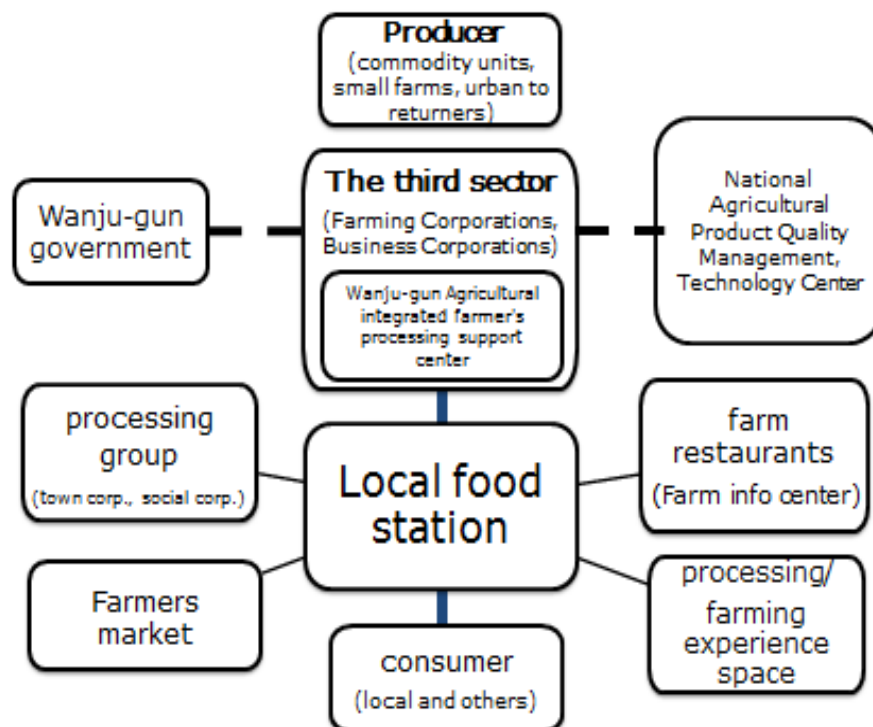 Producer
(commodity units,
small farms, urban to
returners)
The third sector
(Farming Corporations,
Business Corporations)
Wanju-gun Agricultural
integrated farmer's
processing support
center
Wanju-gun
government
National
Agricultural
Product Quality
Management,
Technology Center
processing
group
(town corp., social corp.)
Local food
station
farm
restaurants
(Farm info center)
Farmers
market
processing/
farming
experience
space
consumer
(local and others)